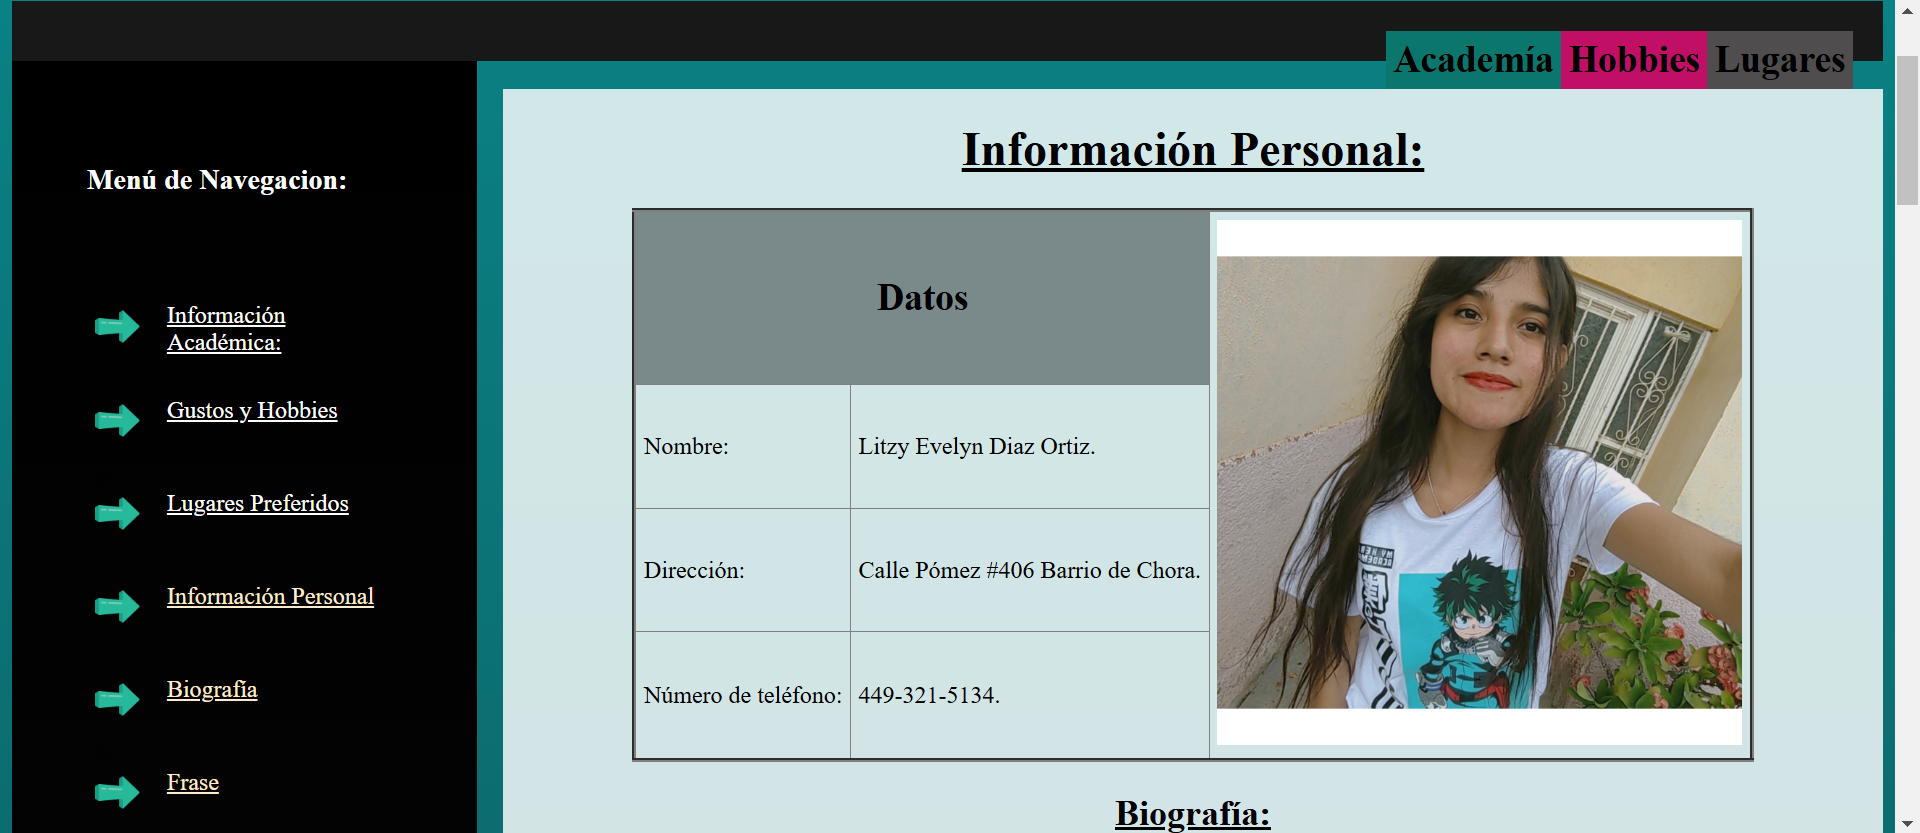 Academía Hobbies Lugares
Menú de Navegacion:
Información
Académica:
Gustos y Hobbies
Lugares Preferidos
Información Personal
Biografía
Frase
Información Personal:
Datos
Nombre: Litzy Evelyn Diaz Ortiz.
Dirección: Calle Pómez #406 Barrio de Chora.
Número de teléfono: 449-321-5134.
Biografía: